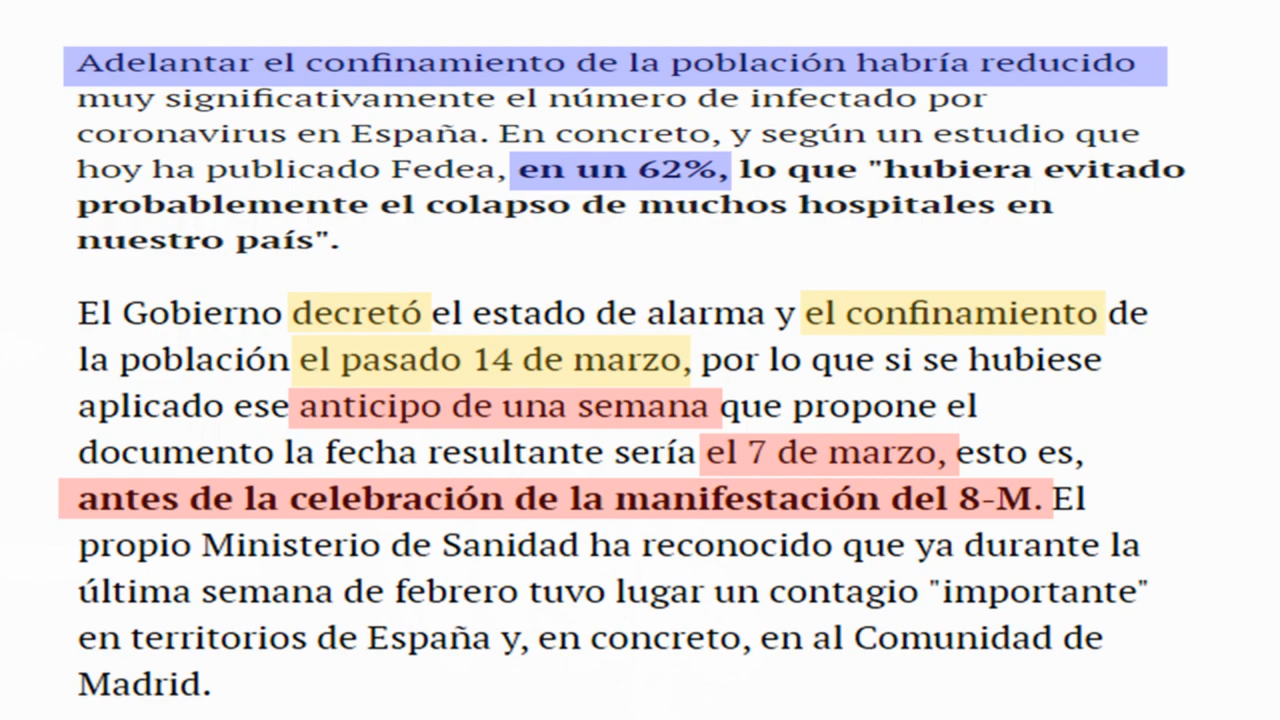 Adelantar el confinamiento de la población habría reducido
muy significativamente el número de infectado por
coronavirus en España. En concreto, y según un estudio que
hoy ha publicado Fedea, en un 62%, lo que "hubiera evitado
probablemente el colapso de muchos hospitales en
nuestro país".
El Gobierno decretó el estado de alarma y el confinamiento de
la población el pasado 14 de marzo, por lo que si se hubiese
aplicado ese anticipo de una semana que propone el
documento la fecha resultante sería el 7 de marzo, esto es,
antes de la celebración de la manifestación del 8-M. El
propio Ministerio de Sanidad ha reconocido que ya durante la
última semana de febrero tuvo lugar un contagio "importante"
en territorios de España y, en concreto, en al Comunidad de
Madrid.